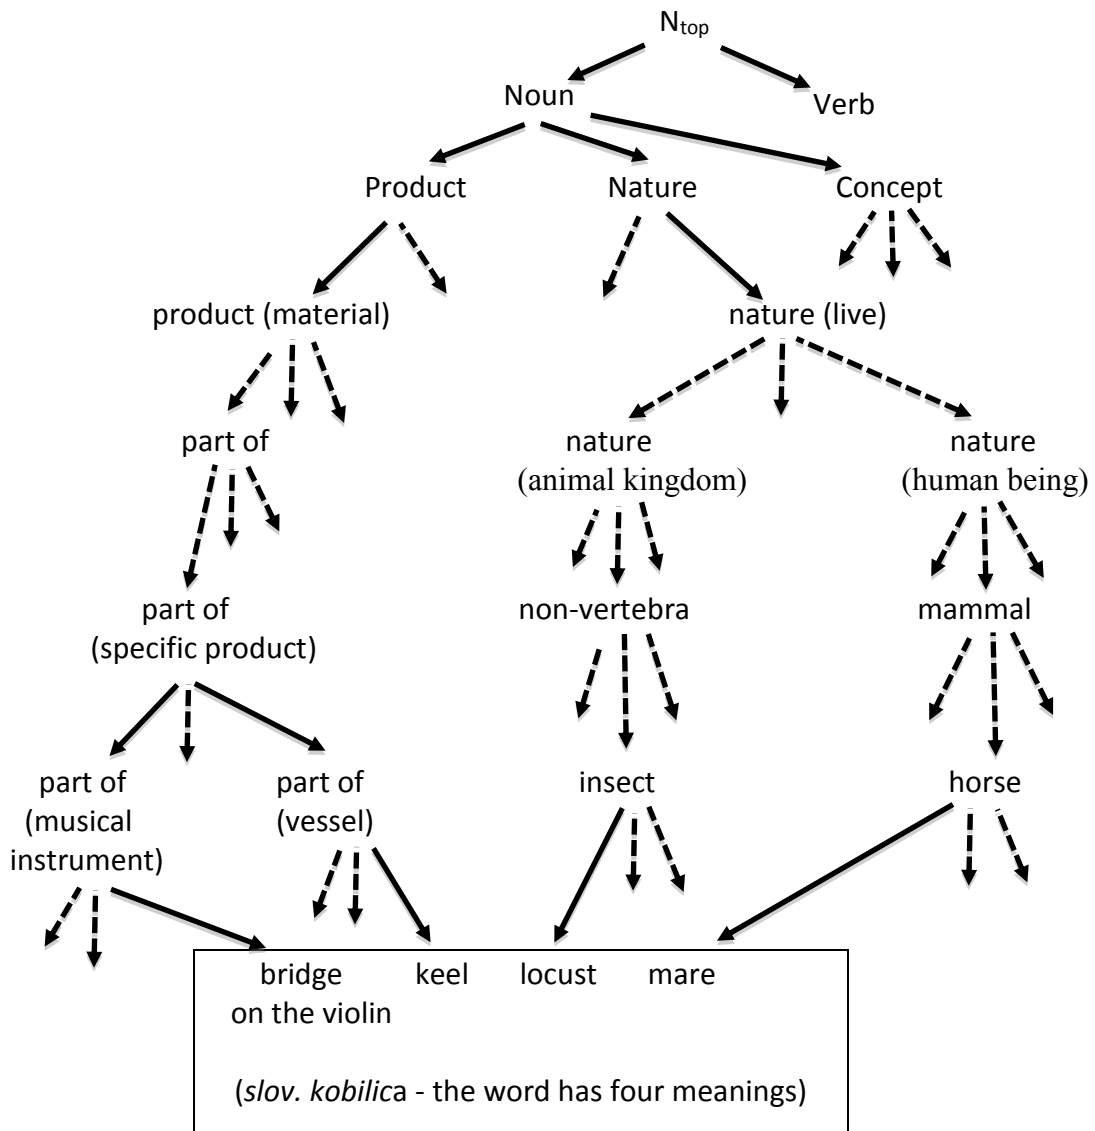 Ntop
Noun
Verb
Product
Nature
Concept
product (material)
nature (live)
part of
nature
(animal kingdom)
nature
(human being)
part of
(specific product)
non-vertebra
mammal
part of
(musical
instrument)
part of
(vessel)
insect
horse
bridge
on the violin
keel
locust
mare
(slov. kobilica - the word has four meanings)